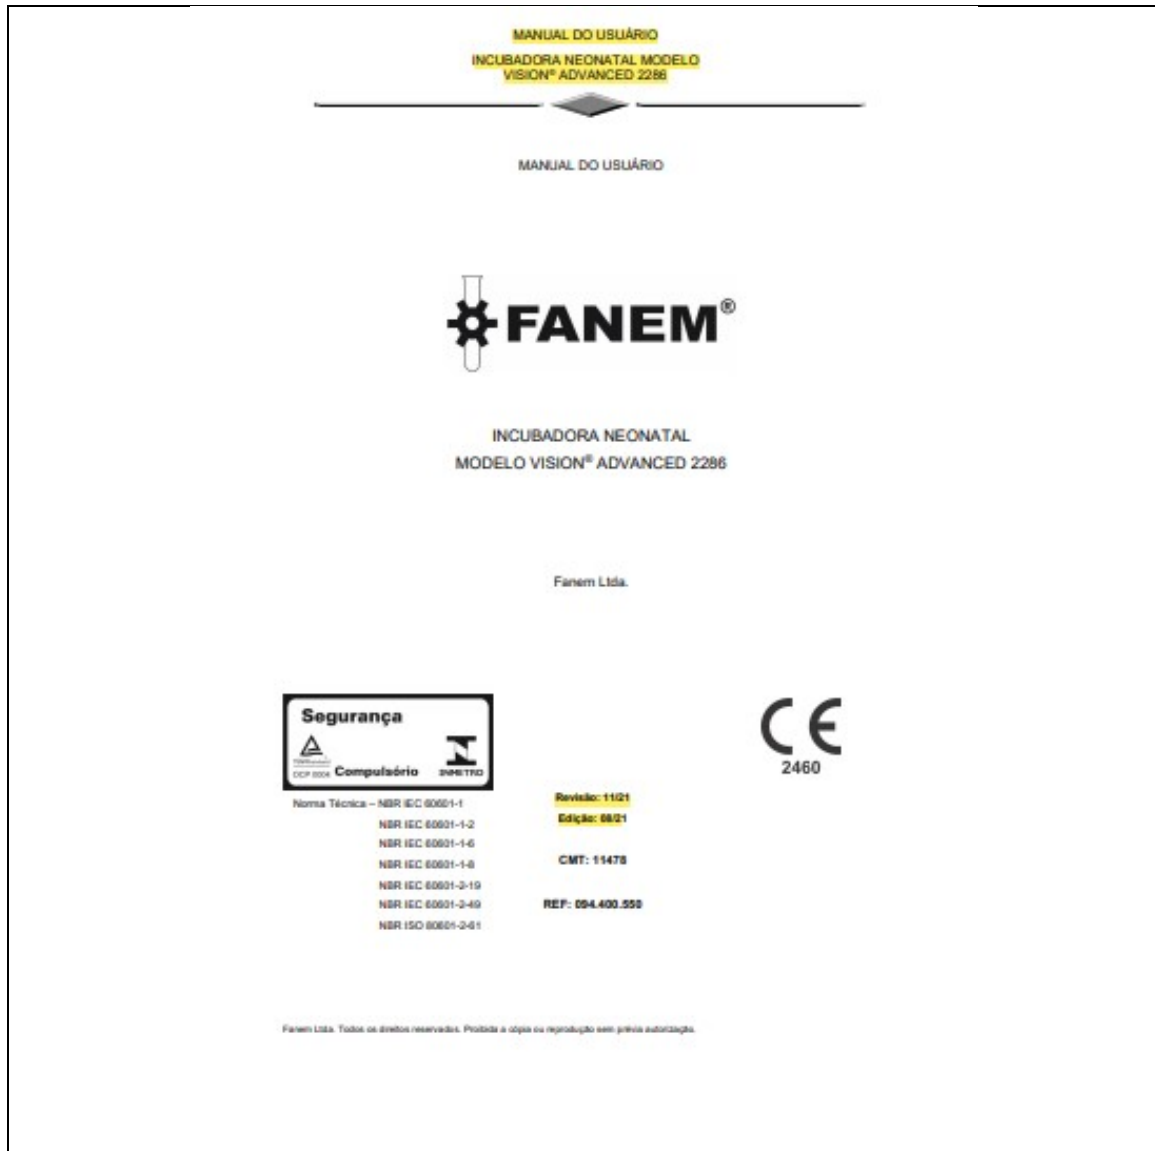 MANUAL DO USUÁRIO
INCUBADORA NEONATAL MODELO
VISION® ADVANCED 2286
MANUAL DO USUÁRIO
FANEM®
INCUBADORA NEONATAL
MODELO VISION® ADVANCED 2286
Fanem Ltda.
Segurança
OCP 0004 Compulsório INMETRO
CE
2460
Norma Técnica – NBR IEC 60601-1
NBR IEC 60601-1-2
NBR IEC 60601-1-6
NBR IEC 60601-1-8
NBR IEC 60601-2-19
NBR IEC 60601-2-49
NBR ISO 80601-2-61
Revisão: 11/21
Edição: 08/21
CMT: 11478
REF: 094.400.550
Fanem Ltda. Todos os direitos reservados. Proibida a cópia ou reprodução sem prévia autorização.